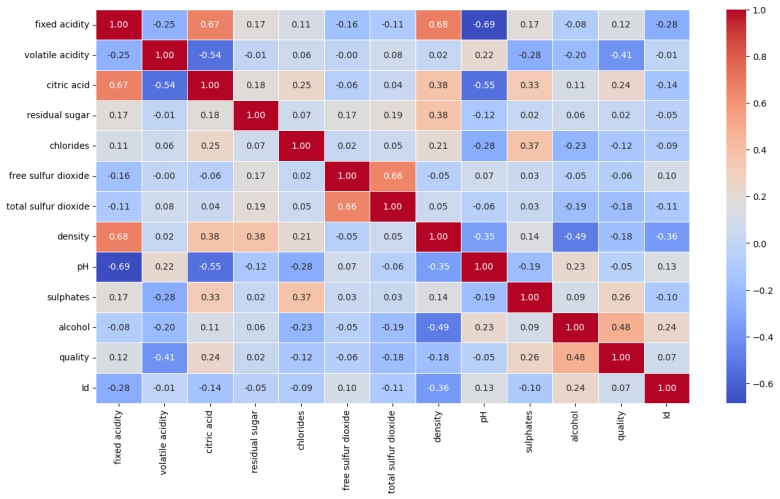 fixed acidity 1.00 -0.25 0.67 0.17 0.11 -0.16 -0.11 0.68 -0.69 0.17 -0.08 0.12 -0.28
volatile acidity -0.25 1.00 -0.54 -0.01 0.06 -0.00 0.08 0.02 0.22 -0.28 -0.20 -0.41 -0.01
citric acid 0.67 -0.54 1.00 0.18 0.25 -0.06 0.04 0.38 -0.55 0.33 0.11 0.24 -0.14
residual sugar 0.17 -0.01 0.18 1.00 0.07 0.17 0.19 0.38 -0.12 0.02 0.06 0.02 -0.05
chlorides 0.11 0.06 0.25 0.07 1.00 0.02 0.05 0.21 -0.28 0.37 -0.23 -0.12 -0.09
free sulfur dioxide -0.16 -0.00 -0.06 0.17 0.02 1.00 0.66 -0.05 0.07 0.03 -0.05 -0.06 0.10
total sulfur dioxide -0.11 0.08 0.04 0.19 0.05 0.66 1.00 0.05 -0.06 0.03 -0.19 -0.18 -0.11
density 0.68 0.02 0.38 0.38 0.21 -0.05 0.05 1.00 -0.35 0.14 -0.49 -0.18 -0.36
pH -0.69 0.22 -0.55 -0.12 -0.28 0.07 -0.06 -0.35 1.00 -0.19 0.23 -0.05 0.13
sulphates 0.17 -0.28 0.33 0.02 0.37 0.03 0.03 0.14 -0.19 1.00 0.09 0.26 -0.10
alcohol -0.08 -0.20 0.11 0.06 -0.23 -0.05 -0.19 -0.49 0.23 0.09 1.00 0.48 0.24
quality 0.12 -0.41 0.24 0.02 -0.12 -0.06 -0.18 -0.18 -0.05 0.26 0.48 1.00 0.07
Id -0.28 -0.01 -0.14 -0.05 -0.09 0.10 -0.11 -0.36 0.13 -0.10 0.24 0.07 1.00
fixed acidity
volatile acidity
citric acid
residual sugar
chlorides
free sulfur dioxide
total sulfur dioxide
density
pH
sulphates
alcohol
quality
Id
1.0
0.8
0.6
0.4
0.2
0.0
−0.2
−0.4
−0.6